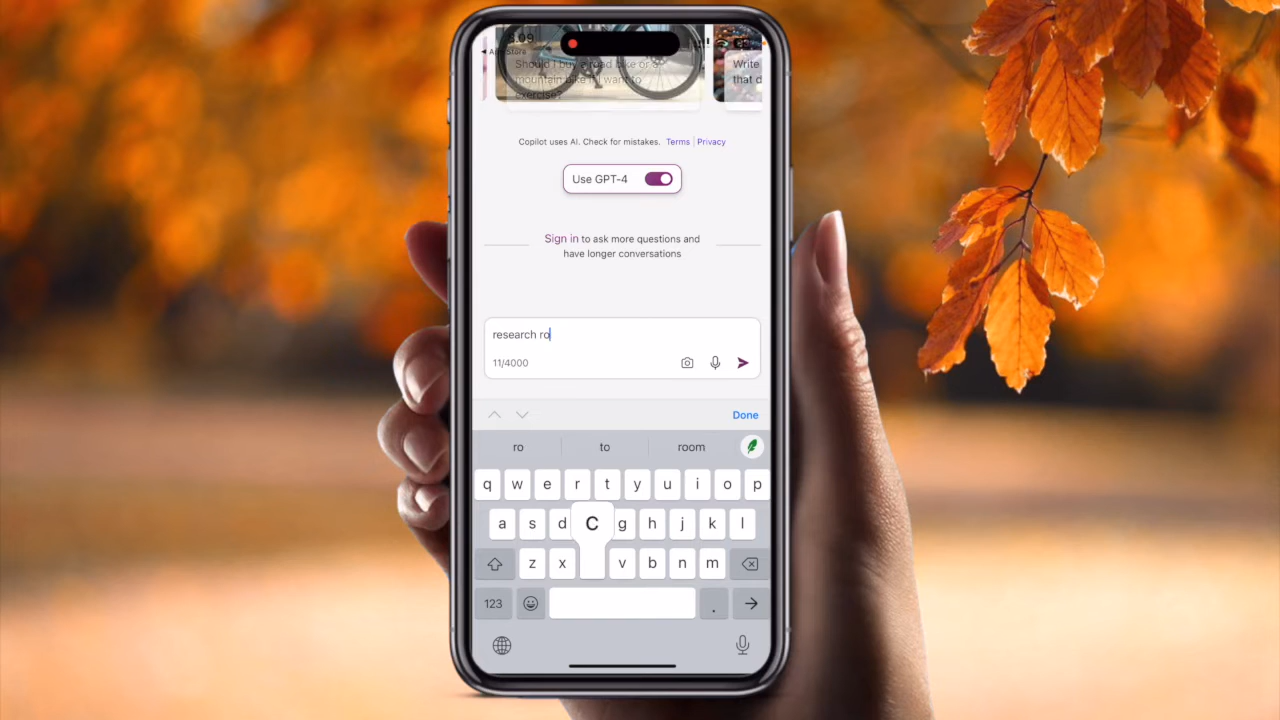 App Store
Should I buy a road bike or a
mountain bike if I want to
exercise?
Write
that d
Copilot uses AI. Check for mistakes. Terms | Privacy
Use GPT-4
Sign in to ask more questions and
have longer conversations
research ro
11/4000
Done
ro to room
q w e r t y u i o p
a s d C g h j k l
z x v b n m
123 .